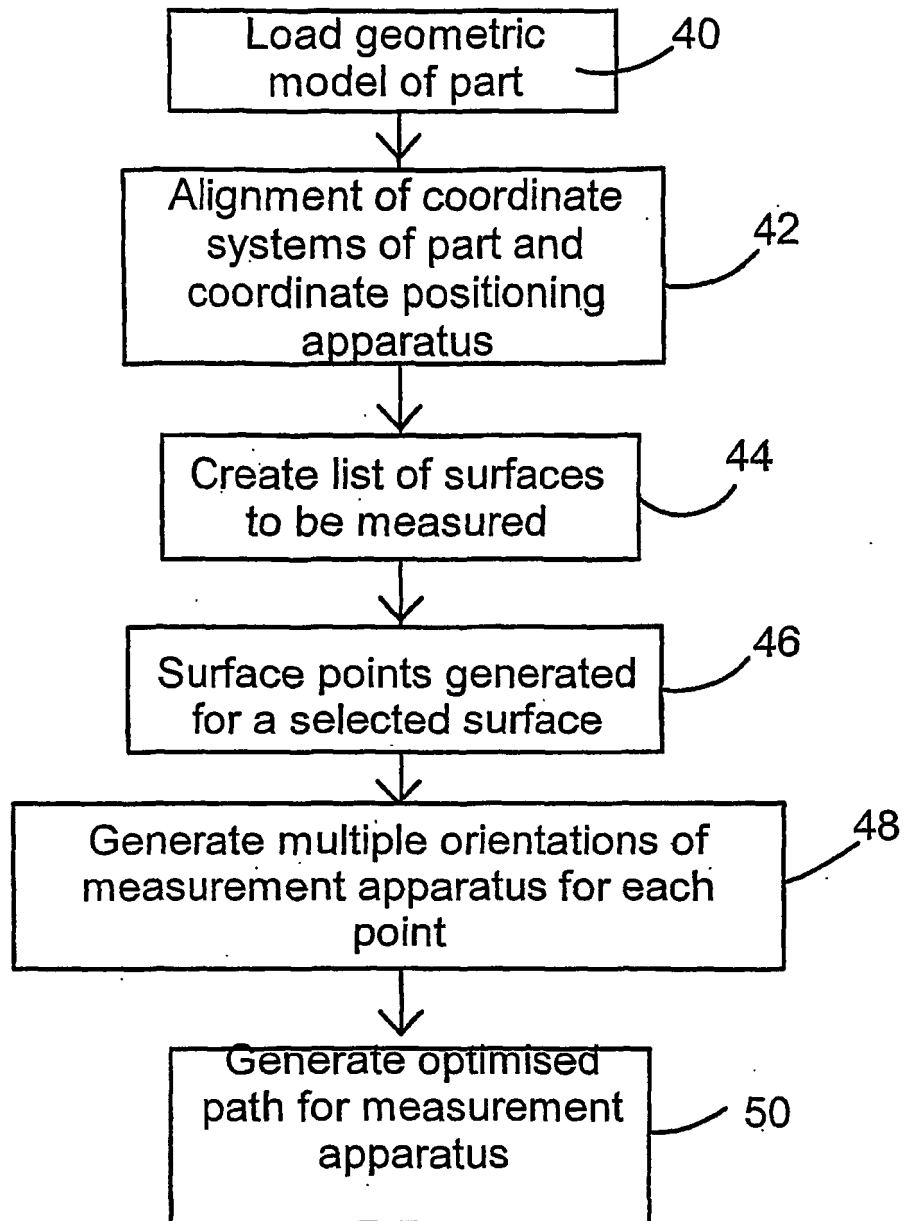 Load geometric
model of part
40
Alignment of coordinate
systems of part and
coordinate positioning
apparatus
42
Create list of surfaces
to be measured
44
Surface points generated
for a selected surface
46
Generate multiple orientations of
measurement apparatus for each
point
48
Generate optimised
path for measurement
apparatus
50